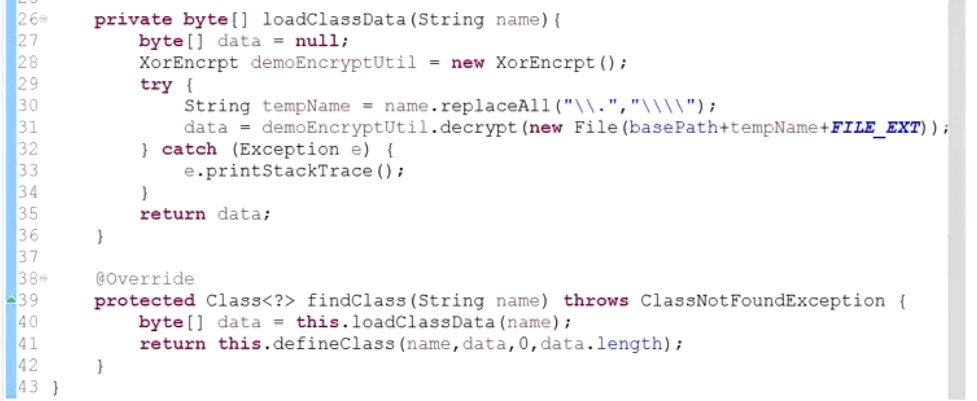 26 private byte[] loadClassData(String name){
27 byte[] data = null;
28 XorEncrpt demoEncryptUtil = new XorEncrpt();
29 try {
30 String tempName = name.replaceAll("\\.","\\\\");
31 data = demoEncryptUtil.decrypt(new File(basePath+tempName+FILE_EXT));
32 } catch (Exception e) {
33 e.printStackTrace();
34 }
35 return data;
36 }
37
38 @Override
39 protected Class<?> findClass(String name) throws ClassNotFoundException {
40 byte[] data = this.loadClassData(name);
41 return this.defineClass(name,data,0,data.length);
42 }
43 }